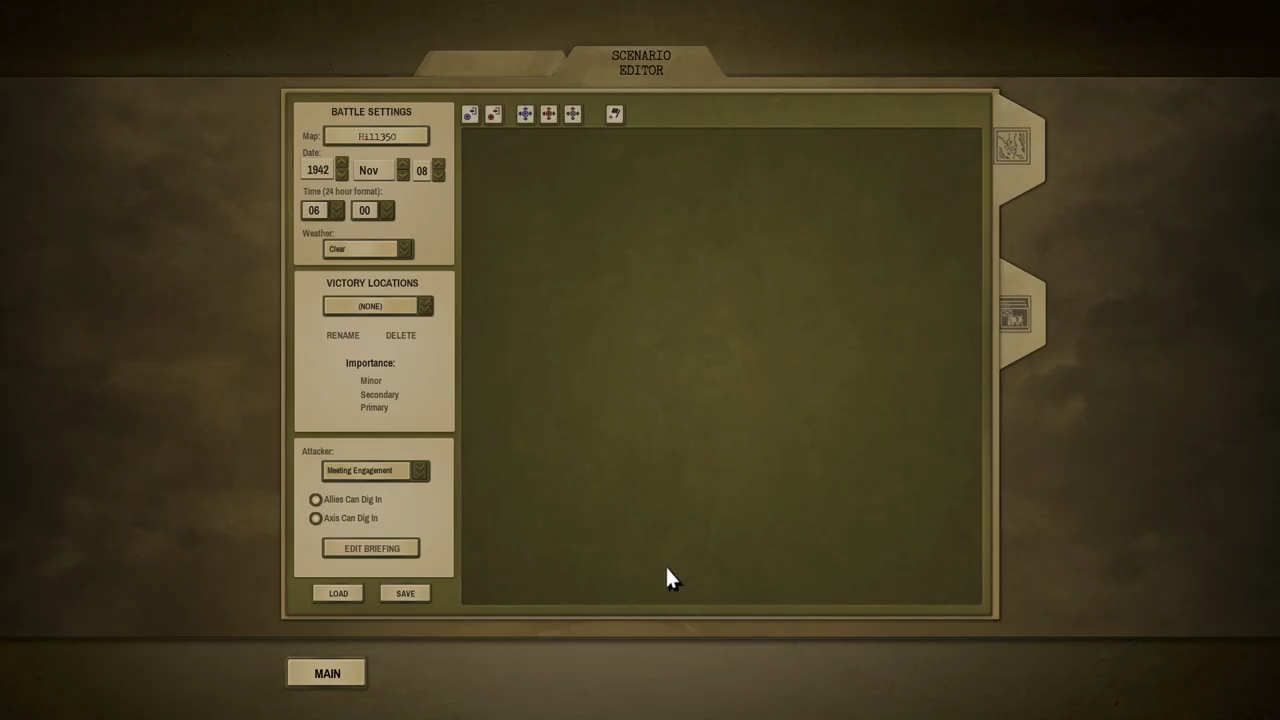 SCENARIO
EDITOR
BATTLE SETTINGS
Map: Hill350
Date:
1942 Nov 08
Time (24 hour format):
06 00
Weather:
Clear
VICTORY LOCATIONS
(NONE)
RENAME DELETE
Importance:
Minor
Secondary
Primary
Attacker:
Meeting Engagement
Allies Can Dig In
Axis Can Dig In
EDIT BRIEFING
LOAD SAVE
MAIN